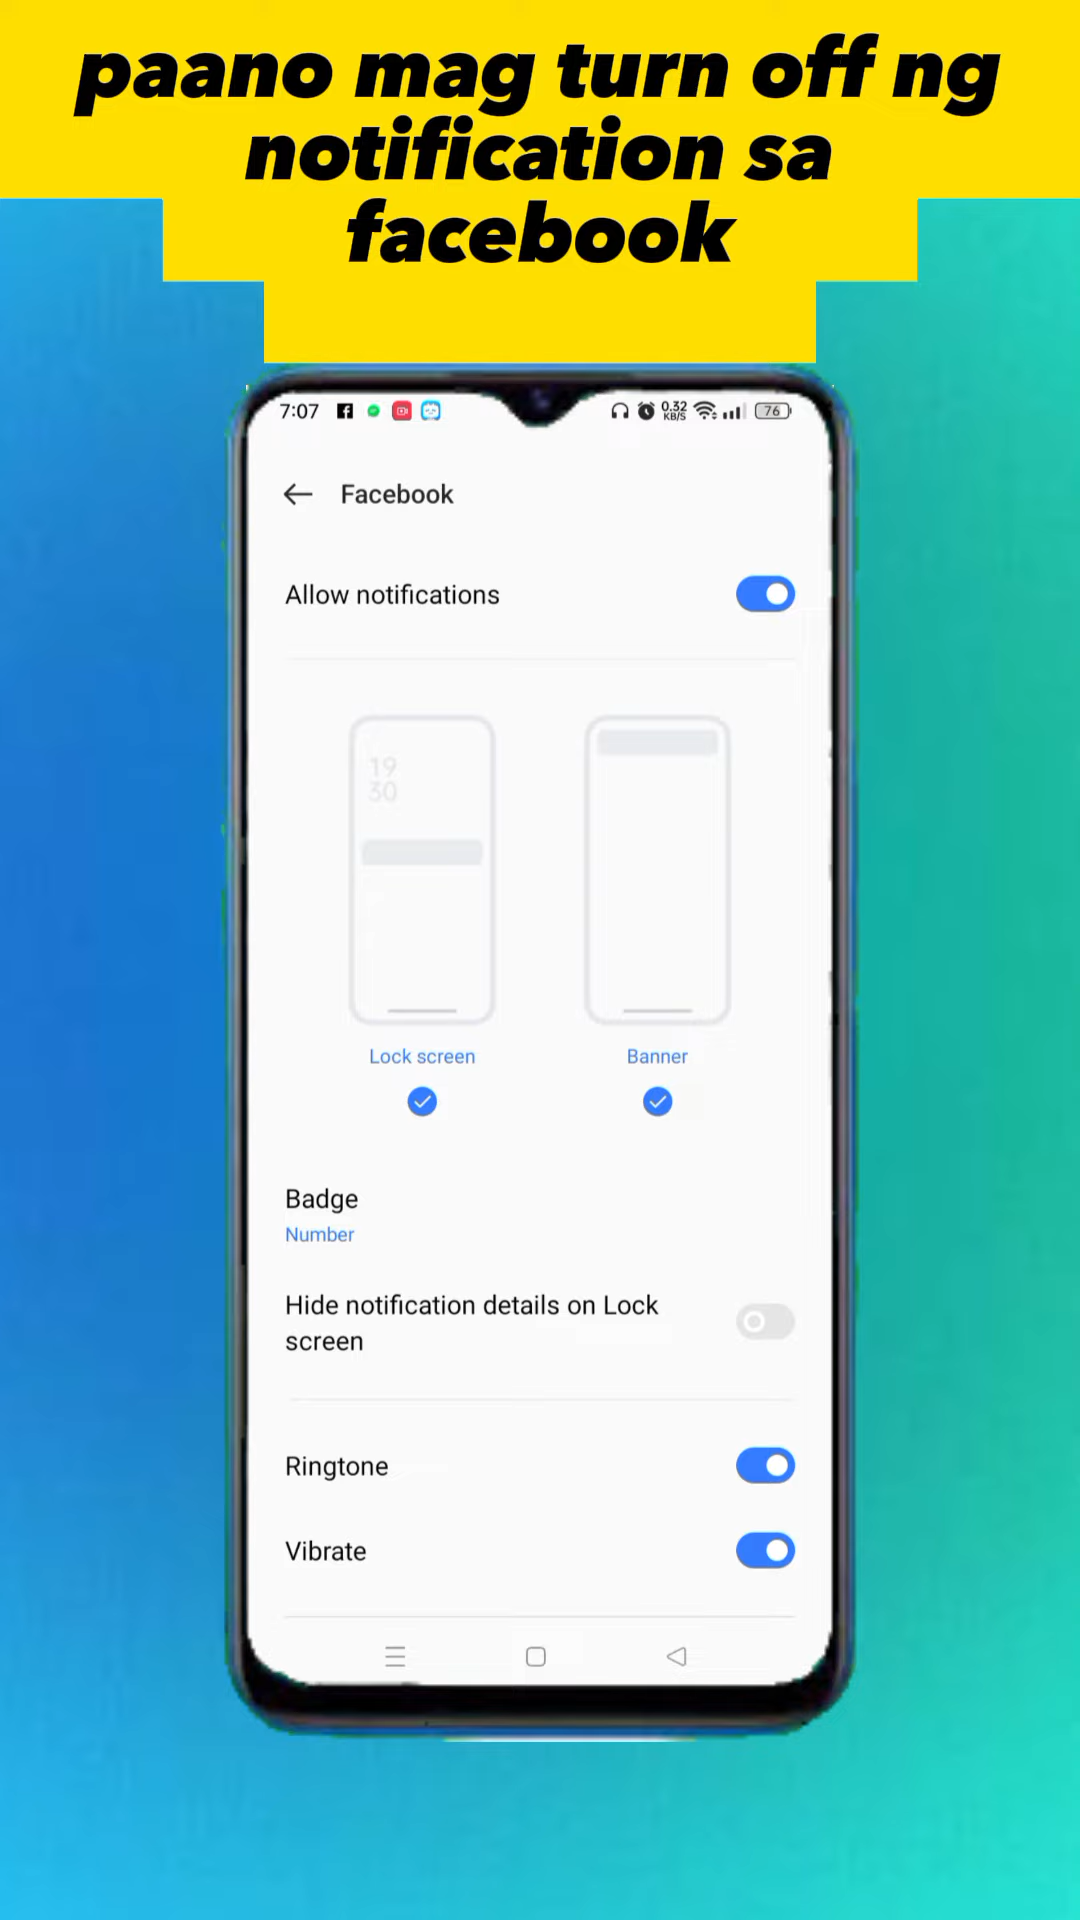 paano mag turn off ng
notification sa
facebook
7:07
0.32
KB/S
76
Facebook
Allow notifications
19
30
Lock screen
Banner
Badge
Number
Hide notification details on Lock
screen
Ringtone
Vibrate